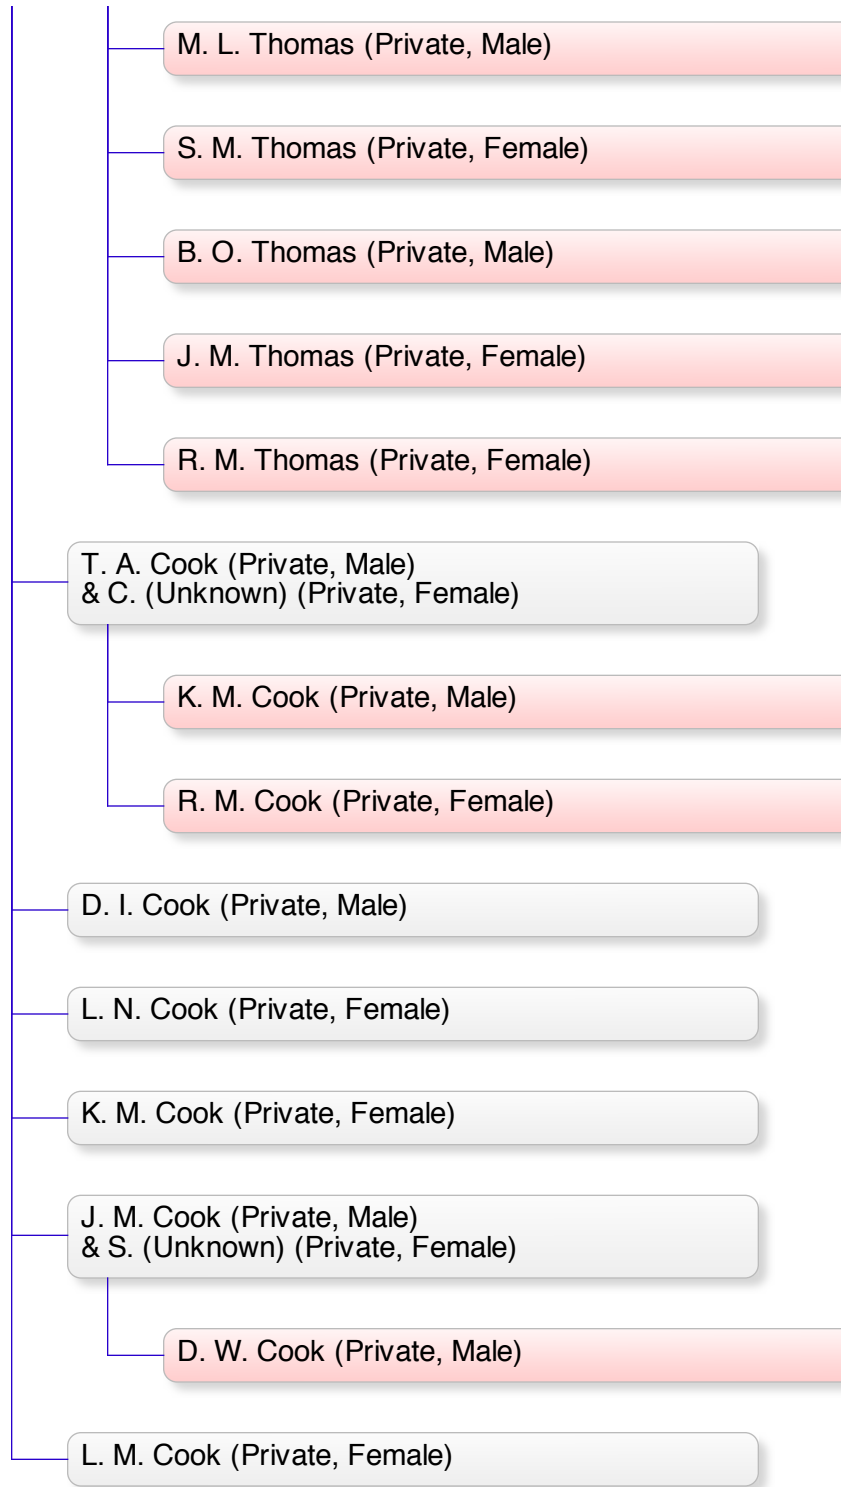 M. L. Thomas (Private, Male)
S. M. Thomas (Private, Female)
B. O. Thomas (Private, Male)
J. M. Thomas (Private, Female)
R. M. Thomas (Private, Female)
T. A. Cook (Private, Male)
& C. (Unknown) (Private, Female)
K. M. Cook (Private, Male)
R. M. Cook (Private, Female)
D. I. Cook (Private, Male)
L. N. Cook (Private, Female)
K. M. Cook (Private, Female)
J. M. Cook (Private, Male)
& S. (Unknown) (Private, Female)
D. W. Cook (Private, Male)
L. M. Cook (Private, Female)